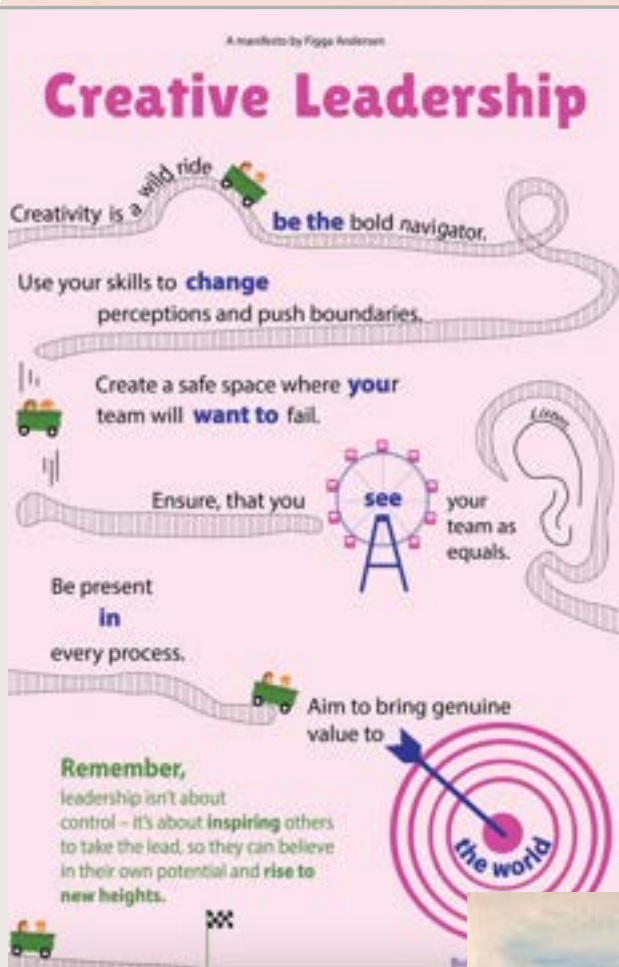 A manifesto by Figga Andersen
Creative Leadership
Creativity is a wild ride
be the bold navigator.
Use your skills to change
perceptions and push boundaries.
Create a safe space where your
team will want to fail.
Listen
Ensure, that you see your
team as
equals.
Be present
in
every process.
Aim to bring genuine
value to
the world
Remember,
leadership isn't about
control – it's about inspiring others
to take the lead, so they can believe
in their own potential and rise to
new heights.